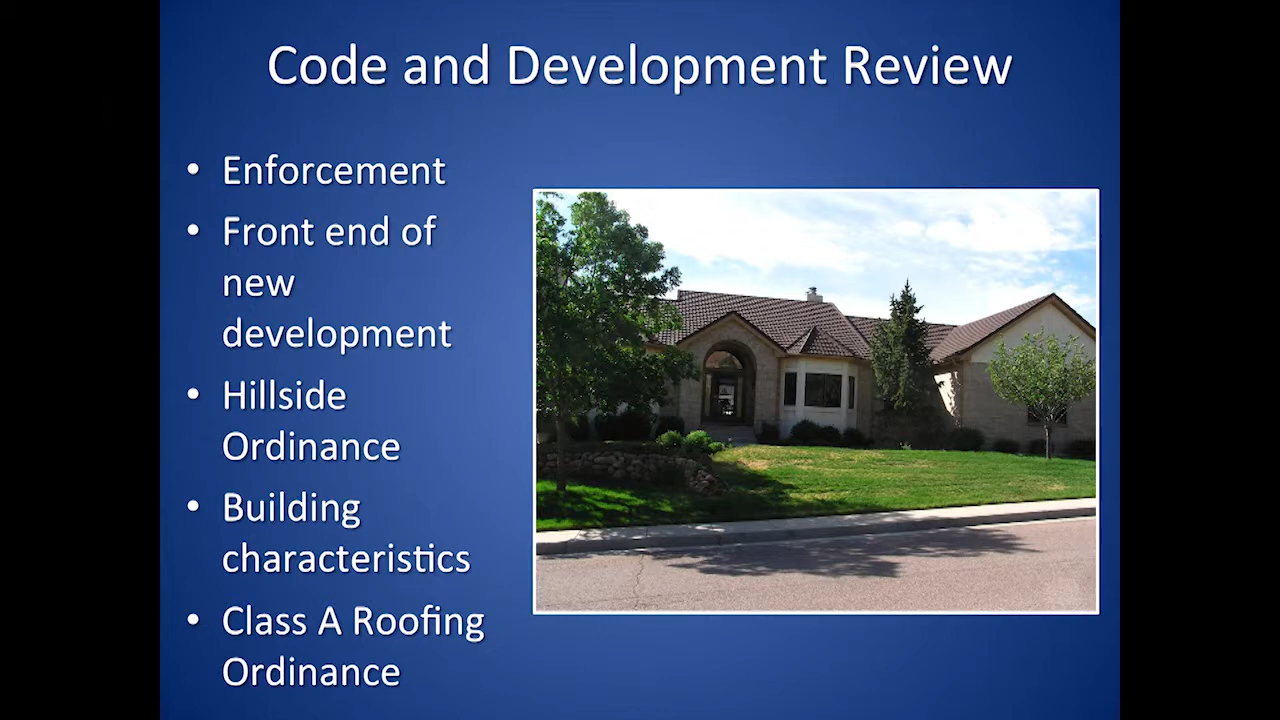 Code and Development Review
• Enforcement
• Front end of
new
development
• Hillside
Ordinance
• Building
characteristics
• Class A Roofing
Ordinance